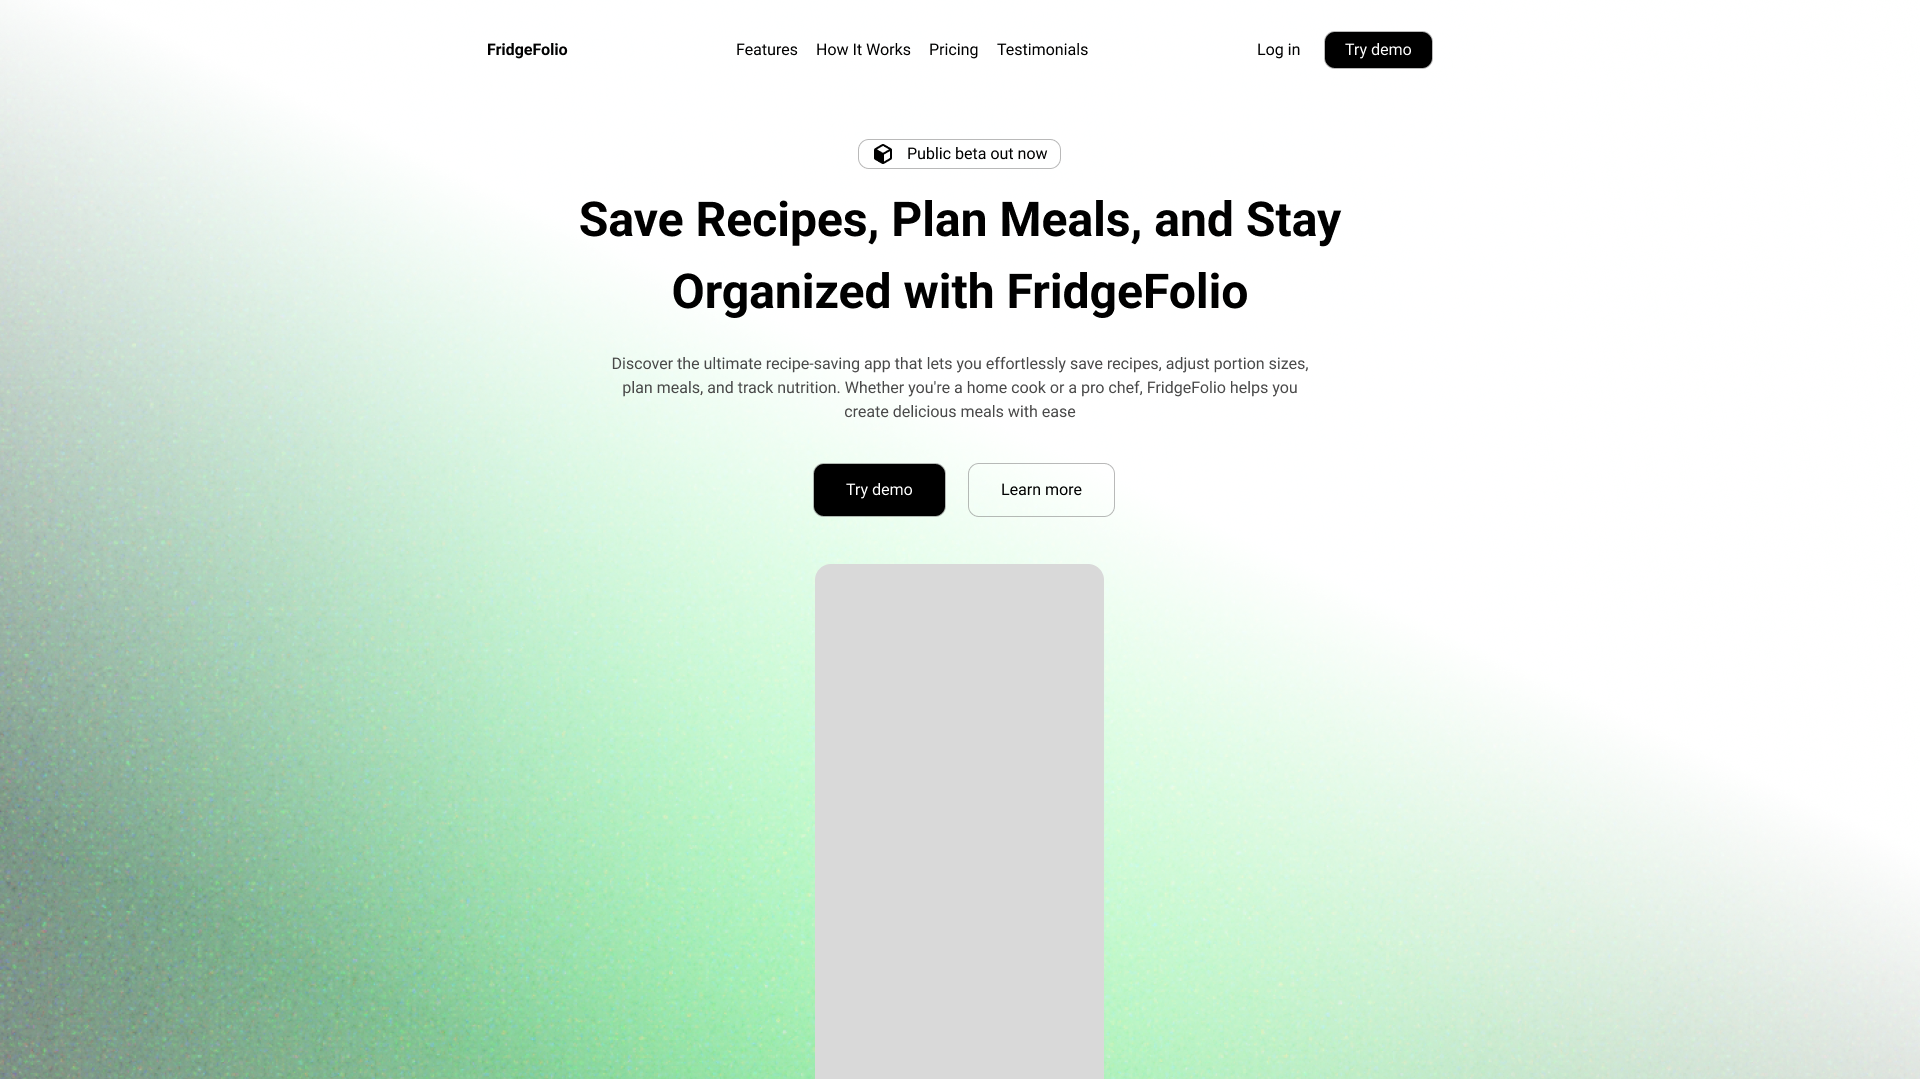 FridgeFolio
Features
How It Works
Pricing
Testimonials
Log in
Try demo
Public beta out now
Save Recipes, Plan Meals, and Stay
Organized with FridgeFolio
Discover the ultimate recipe-saving app that lets you effortlessly save recipes, adjust portion sizes,
plan meals, and track nutrition. Whether you're a home cook or a pro chef, FridgeFolio helps you
create delicious meals with ease
Try demo
Learn more